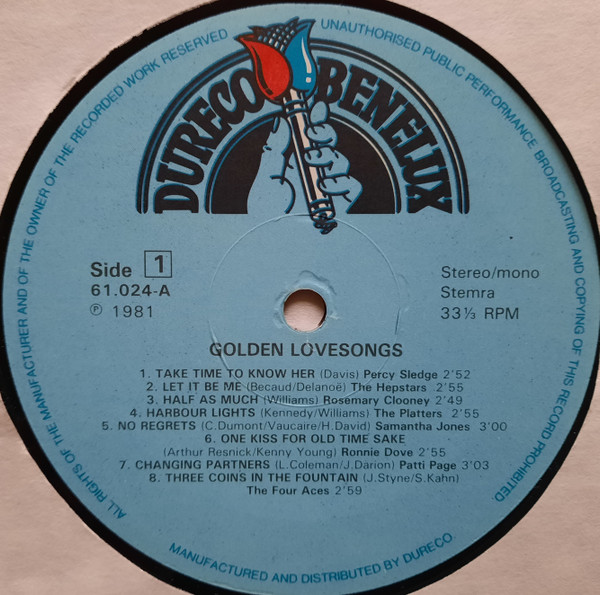 ALL RIGHTS OF THE MANUFACTURER AND OF THE OWNER OF THE RECORDED WORK RESERVED
UNAUTHORISED PUBLIC PERFORMANCE BROADCASTING AND COPYING OF THIS RECORD PROHIBITED
DURECO BENELUX
Side 1
61.024-A
℗ 1981
Stereo/mono
Stemra
33⅓ RPM
GOLDEN LOVESONGS
1. TAKE TIME TO KNOW HER (Davis) Percy Sledge 2'52
2. LET IT BE ME (Becaud/Delanoë) The Hepstars 2'55
3. HALF AS MUCH (Williams) Rosemary Clooney 2'49
4. HARBOUR LIGHTS (Kennedy/Williams) The Platters 2'55
5. NO REGRETS (C.Dumont/Vaucaire/H.David) Samantha Jones 3'00
6. ONE KISS FOR OLD TIME SAKE
(Arthur Resnick/Kenny Young) Ronnie Dove 2'55
7. CHANGING PARTNERS (L.Coleman/J.Darion) Patti Page 3'03
8. THREE COINS IN THE FOUNTAIN (J.Styne/S.Kahn)
The Four Aces 2'59
MANUFACTURED AND DISTRIBUTED BY DURECO